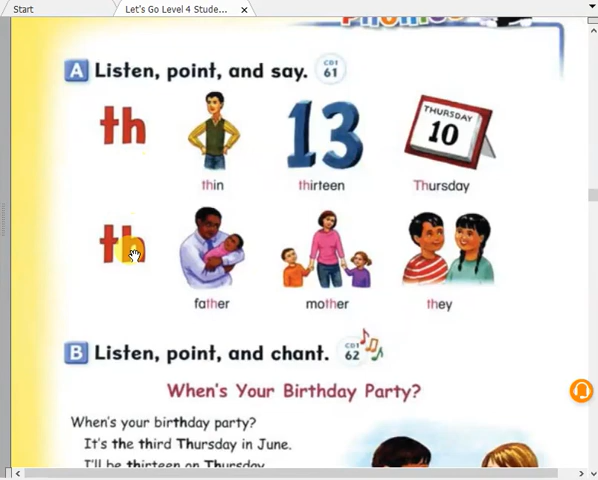 Start
Let's Go Level 4 Stude...
Phonics
A Listen, point, and say. CD1 61
th
13
THURSDAY
10
thin
thirteen
Thursday
th
father
mother
they
B Listen, point, and chant. CD1 62
When's Your Birthday Party?
When's your birthday party?
It's the third Thursday in June.
I'll be thirteen on Thursday